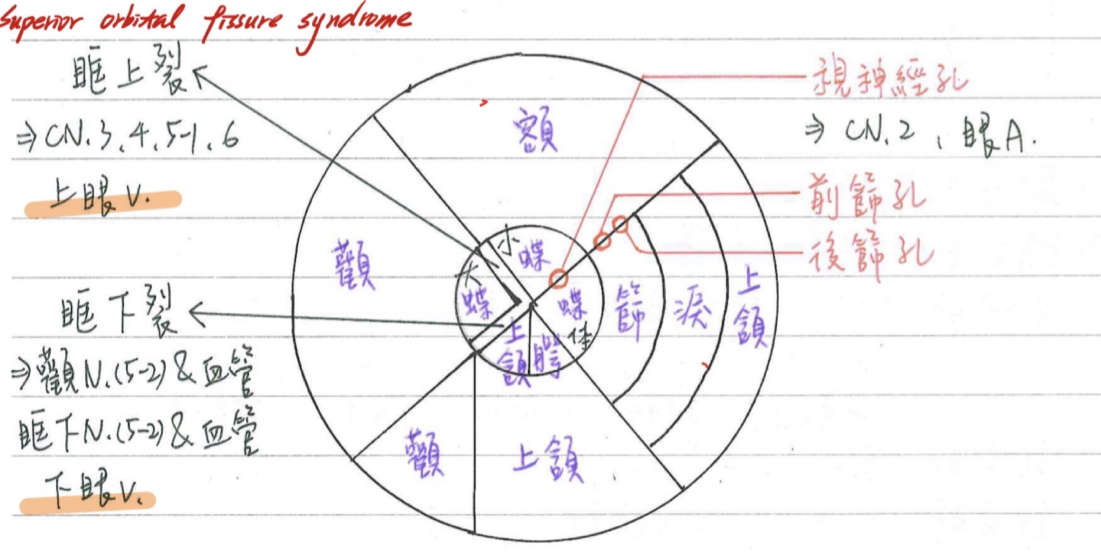 Superior orbital fissure syndrome
眶上裂
⇒ CN.3.4.5-1.6
上眼V.
視神經孔
⇒ CN.2、眼A.
前篩孔
後篩孔
額
顴
小
蝶
大
蝶
蝶
体
篩
淚
上頜
眶下裂
⇒ 顴N.(5-2)&血管
眶下N.(5-2)&血管
下眼V.
上頜
腭
顴
上頜